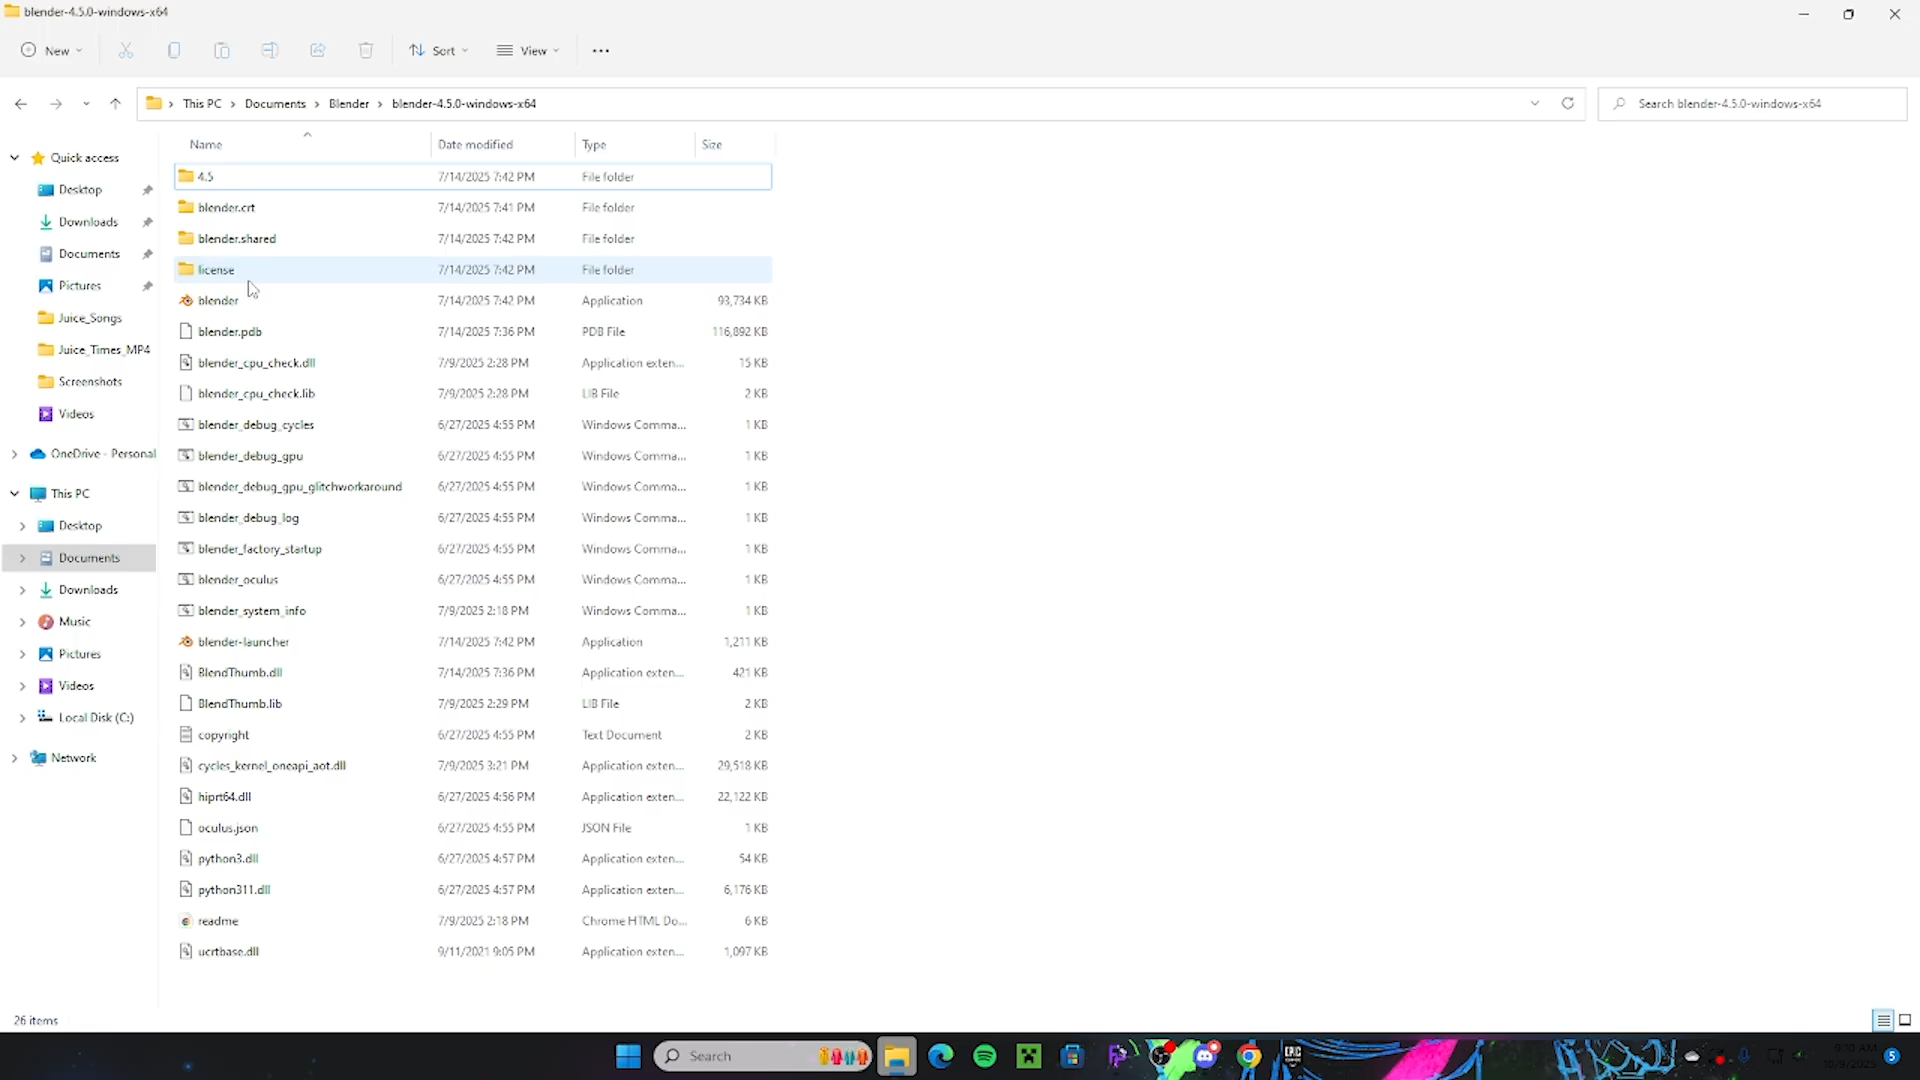 blender-4.5.0-windows-x64
New
Sort
View
This PC > Documents > Blender > blender-4.5.0-windows-x64
Search blender-4.5.0-windows-x64
Quick access
Desktop
Downloads
Documents
Pictures
Juice_Songs
Juice_Times_MP4
Screenshots
Videos
OneDrive - Personal
This PC
Desktop
Documents
Downloads
Music
Pictures
Videos
Local Disk (C:)
Network
Name Date modified Type Size
4.5 7/14/2025 7:42 PM File folder
blender.crt 7/14/2025 7:41 PM File folder
blender.shared 7/14/2025 7:42 PM File folder
license 7/14/2025 7:42 PM File folder
blender 7/14/2025 7:42 PM Application 93,734 KB
blender.pdb 7/14/2025 7:36 PM PDB File 116,892 KB
blender_cpu_check.dll 7/9/2025 2:28 PM Application exten... 15 KB
blender_cpu_check.lib 7/9/2025 2:28 PM LIB File 2 KB
blender_debug_cycles 6/27/2025 4:55 PM Windows Comma... 1 KB
blender_debug_gpu 6/27/2025 4:55 PM Windows Comma... 1 KB
blender_debug_gpu_glitchworkaround 6/27/2025 4:55 PM Windows Comma... 1 KB
blender_debug_log 6/27/2025 4:55 PM Windows Comma... 1 KB
blender_factory_startup 6/27/2025 4:55 PM Windows Comma... 1 KB
blender_oculus 6/27/2025 4:55 PM Windows Comma... 1 KB
blender_system_info 7/9/2025 2:18 PM Windows Comma... 1 KB
blender-launcher 7/14/2025 7:42 PM Application 1,211 KB
BlendThumb.dll 7/14/2025 7:36 PM Application exten... 421 KB
BlendThumb.lib 7/9/2025 2:29 PM LIB File 2 KB
copyright 6/27/2025 4:55 PM Text Document 2 KB
cycles_kernel_oneapi_aot.dll 7/9/2025 3:21 PM Application exten... 29,518 KB
hiprt64.dll 6/27/2025 4:56 PM Application exten... 22,122 KB
oculus.json 6/27/2025 4:55 PM JSON File 1 KB
python3.dll 6/27/2025 4:57 PM Application exten... 54 KB
python311.dll 6/27/2025 4:57 PM Application exten... 6,176 KB
readme 7/9/2025 2:18 PM Chrome HTML Do... 6 KB
ucrtbase.dll 9/11/2021 9:05 PM Application exten... 1,097 KB
26 items
Search
EPIC
5